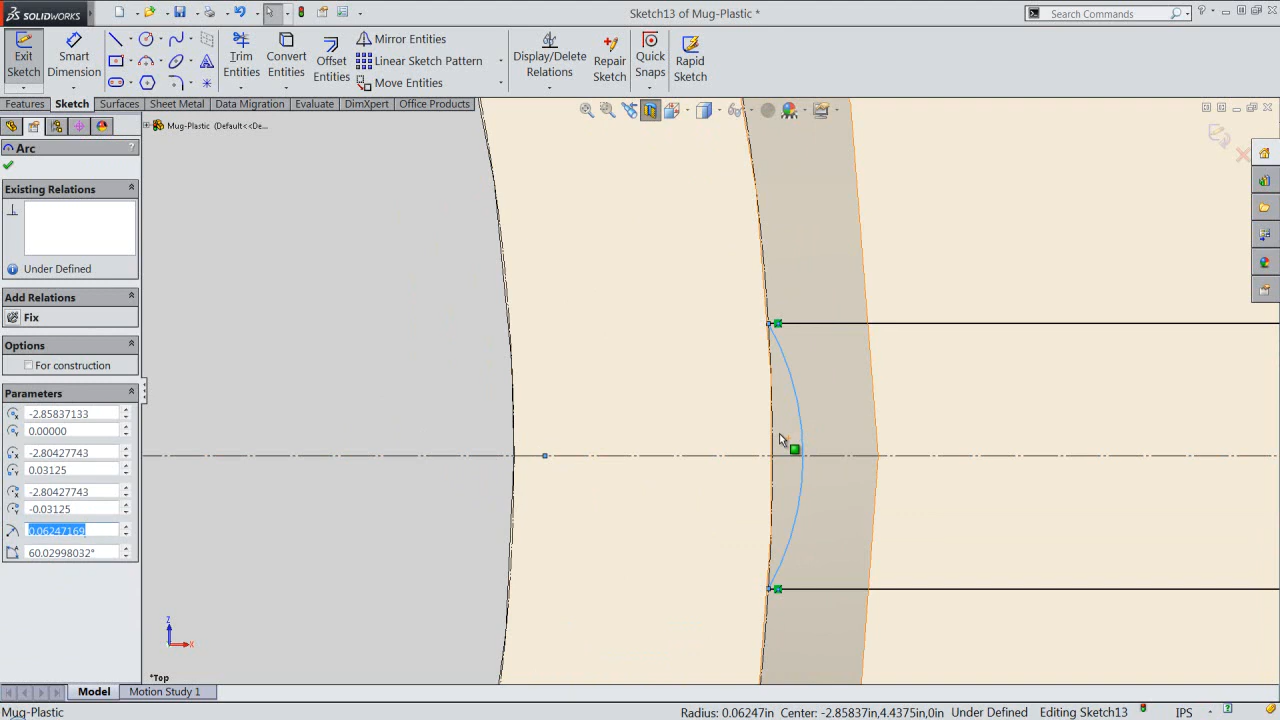 SOLIDWORKS
Sketch13 of Mug-Plastic *
Search Commands
Exit Sketch
Smart Dimension
Trim Entities
Convert Entities
Offset Entities
Mirror Entities
Linear Sketch Pattern
Move Entities
Display/Delete Relations
Repair Sketch
Quick Snaps
Rapid Sketch
Features
Sketch
Surfaces
Sheet Metal
Data Migration
Evaluate
DimXpert
Office Products
Mug-Plastic (Default<<De...
Arc
?
Existing Relations
Under Defined
Add Relations
Fix
Options
For construction
Parameters
-2.85837133
0.00000
-2.80427743
0.03125
-2.80427743
-0.03125
0.06247169
60.02998032°
Z
X
*Top
Model
Motion Study 1
Mug-Plastic
Radius: 0.06247in
Center: -2.85837in,4.4375in,0in
Under Defined
Editing Sketch13
IPS